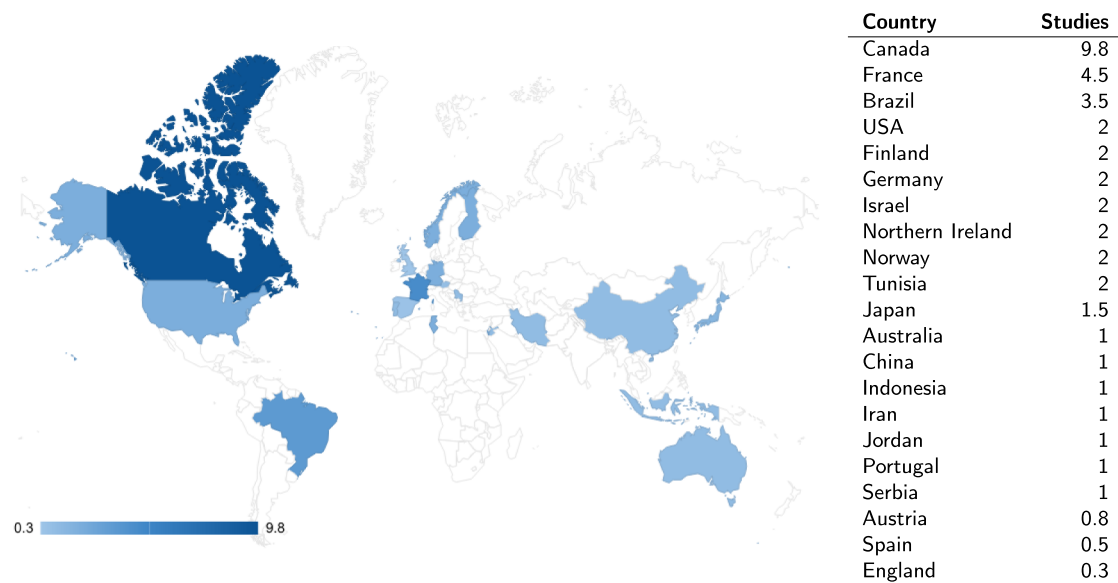 Country Studies
Canada 9.8
France 4.5
Brazil 3.5
USA 2
Finland 2
Germany 2
Israel 2
Northern Ireland 2
Norway 2
Tunisia 2
Japan 1.5
Australia 1
China 1
Indonesia 1
Iran 1
Jordan 1
Portugal 1
Serbia 1
Austria 0.8
Spain 0.5
England 0.3
0.3 9.8